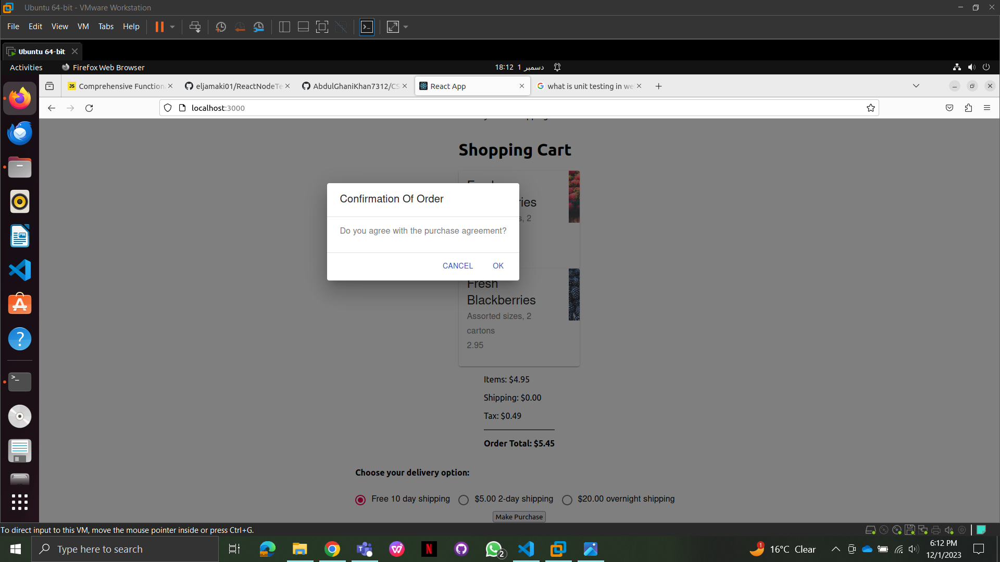 Ubuntu 64-bit - VMware Workstation
File Edit View VM Tabs Help
Ubuntu 64-bit
Activities Firefox Web Browser
18:12 1 دسمبر
Comprehensive Function
eljamaki01/ReactNodeTe
AbdulGhaniKhan7312/CS
React App
what is unit testing in we
localhost:3000
Shopping Cart
s, 2
Confirmation Of Order
Do you agree with the purchase agreement?
CANCEL OK
Fresh
Blackberries
Assorted sizes, 2
cartons
2.95
Items: $4.95
Shipping: $0.00
Tax: $0.49
Order Total: $5.45
Choose your delivery option:
Free 10 day shipping
$5.00 2-day shipping
$20.00 overnight shipping
Make Purchase
To direct input to this VM, move the mouse pointer inside or press Ctrl+G.
Type here to search
2
1
16°C Clear
6:12 PM
12/1/2023